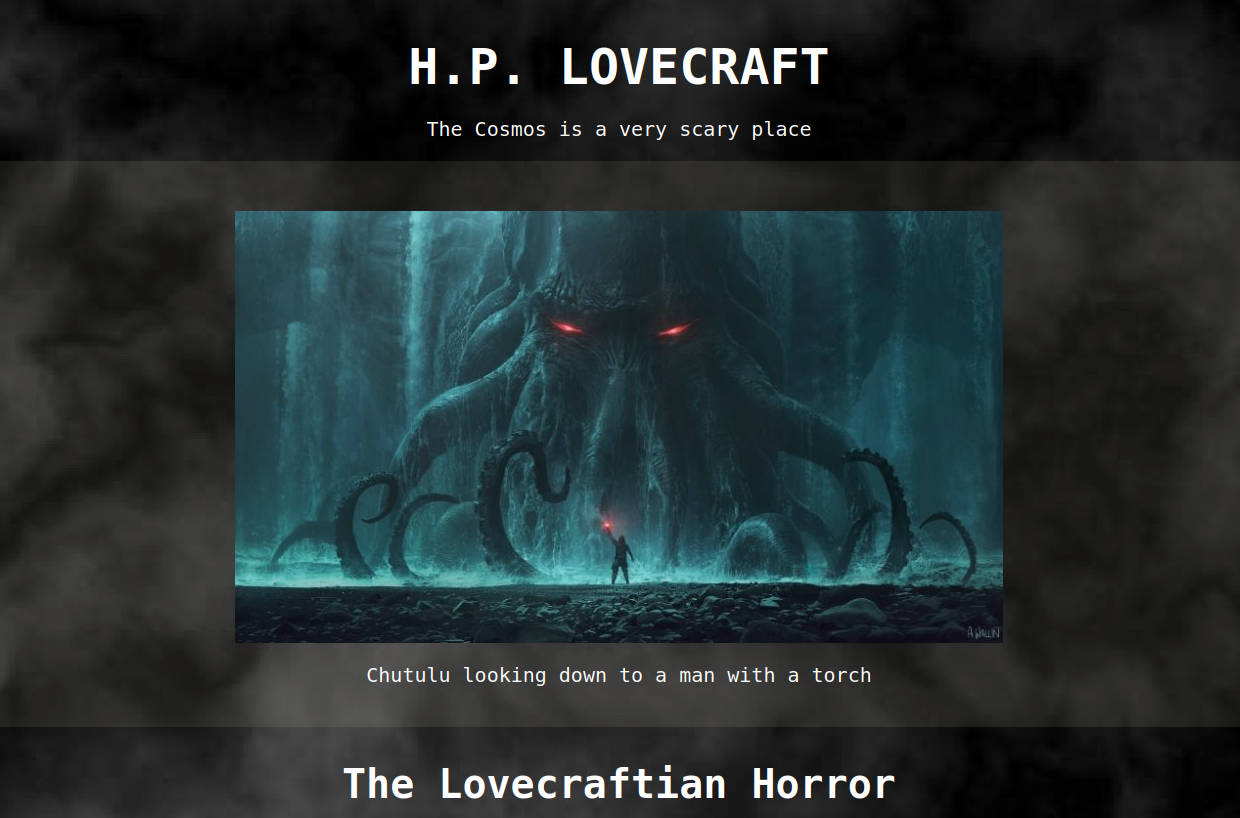 H.P. LOVECRAFT
The Cosmos is a very scary place
A.WALLIN
Chutulu looking down to a man with a torch
The Lovecraftian Horror